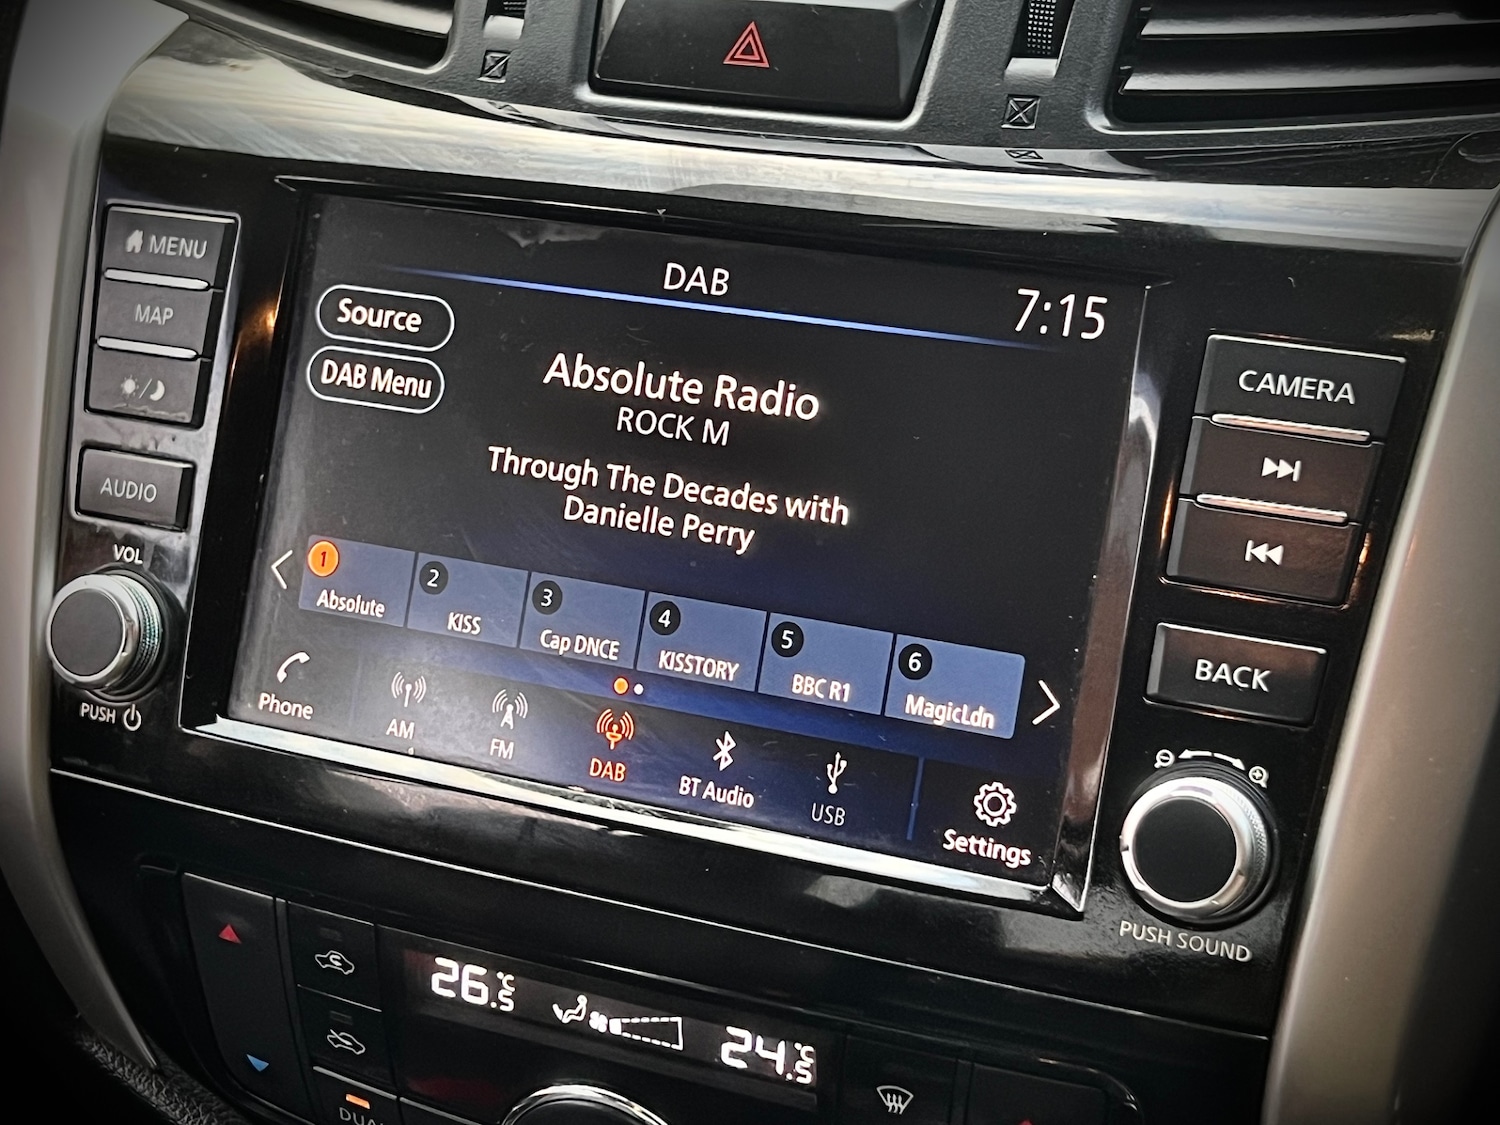 MENU
MAP
AUDIO
VOL
PUSH
DAB
7:15
Source
DAB Menu
Absolute Radio
ROCK M
Through The Decades with
Danielle Perry
1
Absolute
2
KISS
3
Cap DNCE
4
KISSTORY
5
BBC R1
6
MagicLdn
Phone
AM
FM
DAB
BT Audio
USB
Settings
CAMERA
BACK
PUSH SOUND
26.5 °C
24.5 °C